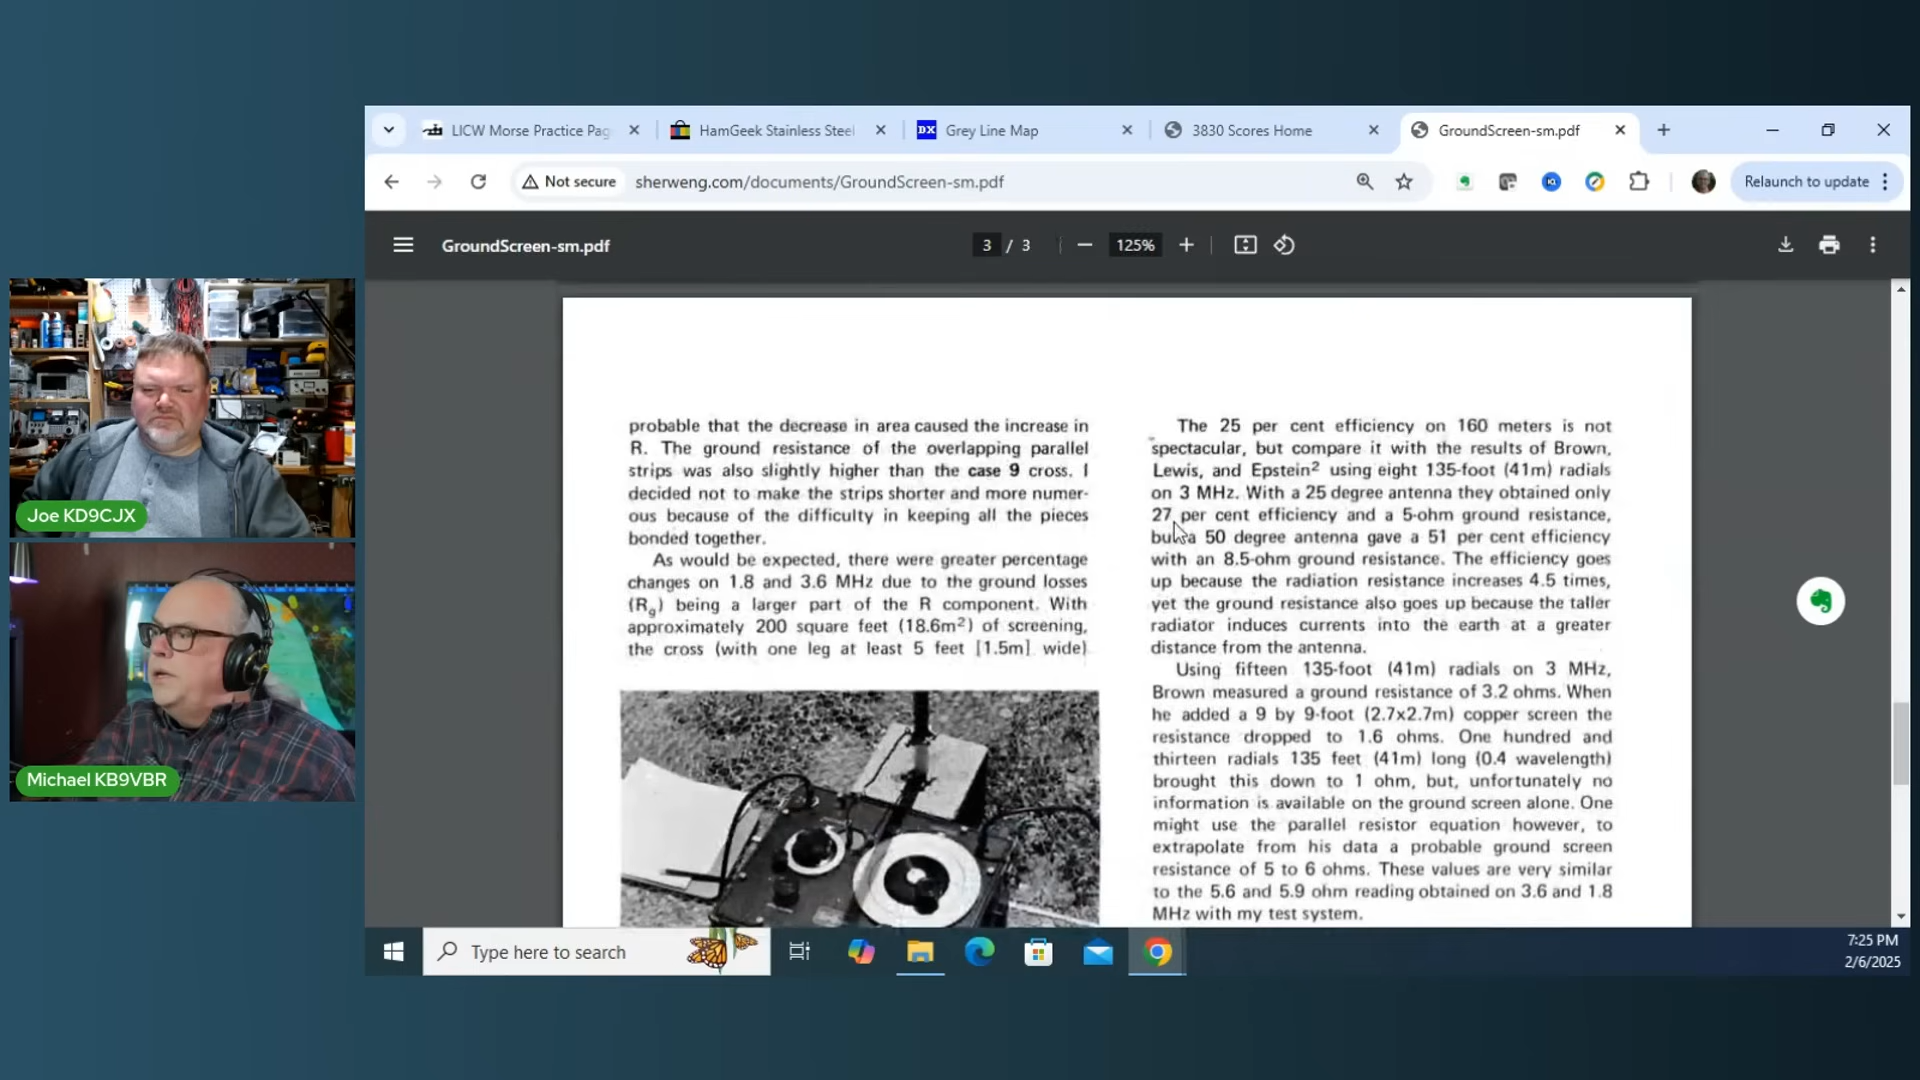 LICW Morse Practice Pag
HamGeek Stainless Steel
DX
Grey Line Map
3830 Scores Home
GroundScreen-sm.pdf
Not secure
sherweng.com/documents/GroundScreen-sm.pdf
Relaunch to update
GroundScreen-sm.pdf
3 / 3
125%
probable that the decrease in area caused the increase in
R. The ground resistance of the overlapping parallel
strips was also slightly higher than the case 9 cross. I
decided not to make the strips shorter and more numer-
ous because of the difficulty in keeping all the pieces
bonded together.
As would be expected, there were greater percentage
changes on 1.8 and 3.6 MHz due to the ground losses
(Rg) being a larger part of the R component. With
approximately 200 square feet (18.6m²) of screening,
the cross (with one leg at least 5 feet [1.5m] wide)
The 25 per cent efficiency on 160 meters is not
spectacular, but compare it with the results of Brown,
Lewis, and Epstein² using eight 135-foot (41m) radials
on 3 MHz. With a 25 degree antenna they obtained only
27 per cent efficiency and a 5-ohm ground resistance,
but a 50 degree antenna gave a 51 per cent efficiency
with an 8.5-ohm ground resistance. The efficiency goes
up because the radiation resistance increases 4.5 times,
yet the ground resistance also goes up because the taller
radiator induces currents into the earth at a greater
distance from the antenna.
Using fifteen 135-foot (41m) radials on 3 MHz,
Brown measured a ground resistance of 3.2 ohms. When
he added a 9 by 9-foot (2.7x2.7m) copper screen the
resistance dropped to 1.6 ohms. One hundred and
thirteen radials 135 feet (41m) long (0.4 wavelength)
brought this down to 1 ohm, but, unfortunately no
information is available on the ground screen alone. One
might use the parallel resistor equation however, to
extrapolate from his data a probable ground screen
resistance of 5 to 6 ohms. These values are very similar
to the 5.6 and 5.9 ohm reading obtained on 3.6 and 1.8
MHz with my test system.
Joe KD9CJX
Michael KB9VBR
Type here to search
7:25 PM
2/6/2025